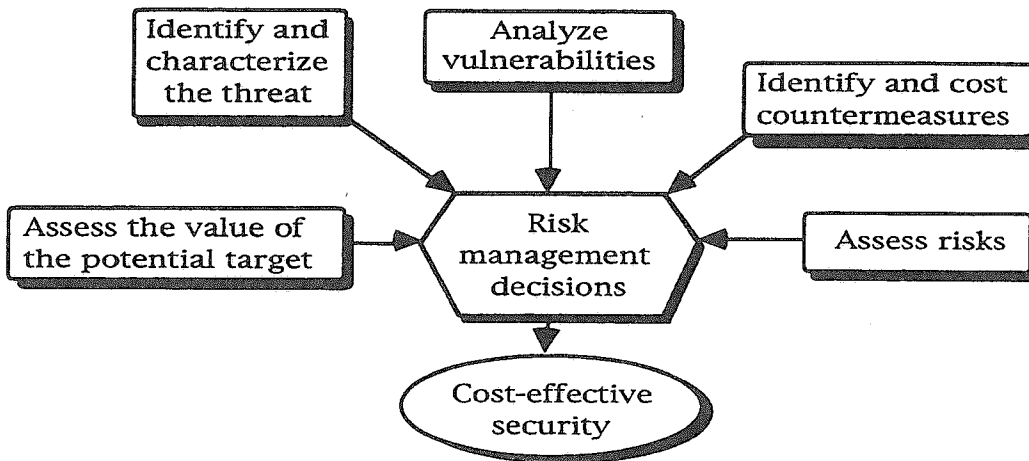 Identify and
characterize
the threat
Analyze
vulnerabilities
Identify and cost
countermeasures
Assess the value of
the potential target
Risk
management
decisions
Assess risks
Cost-effective
security